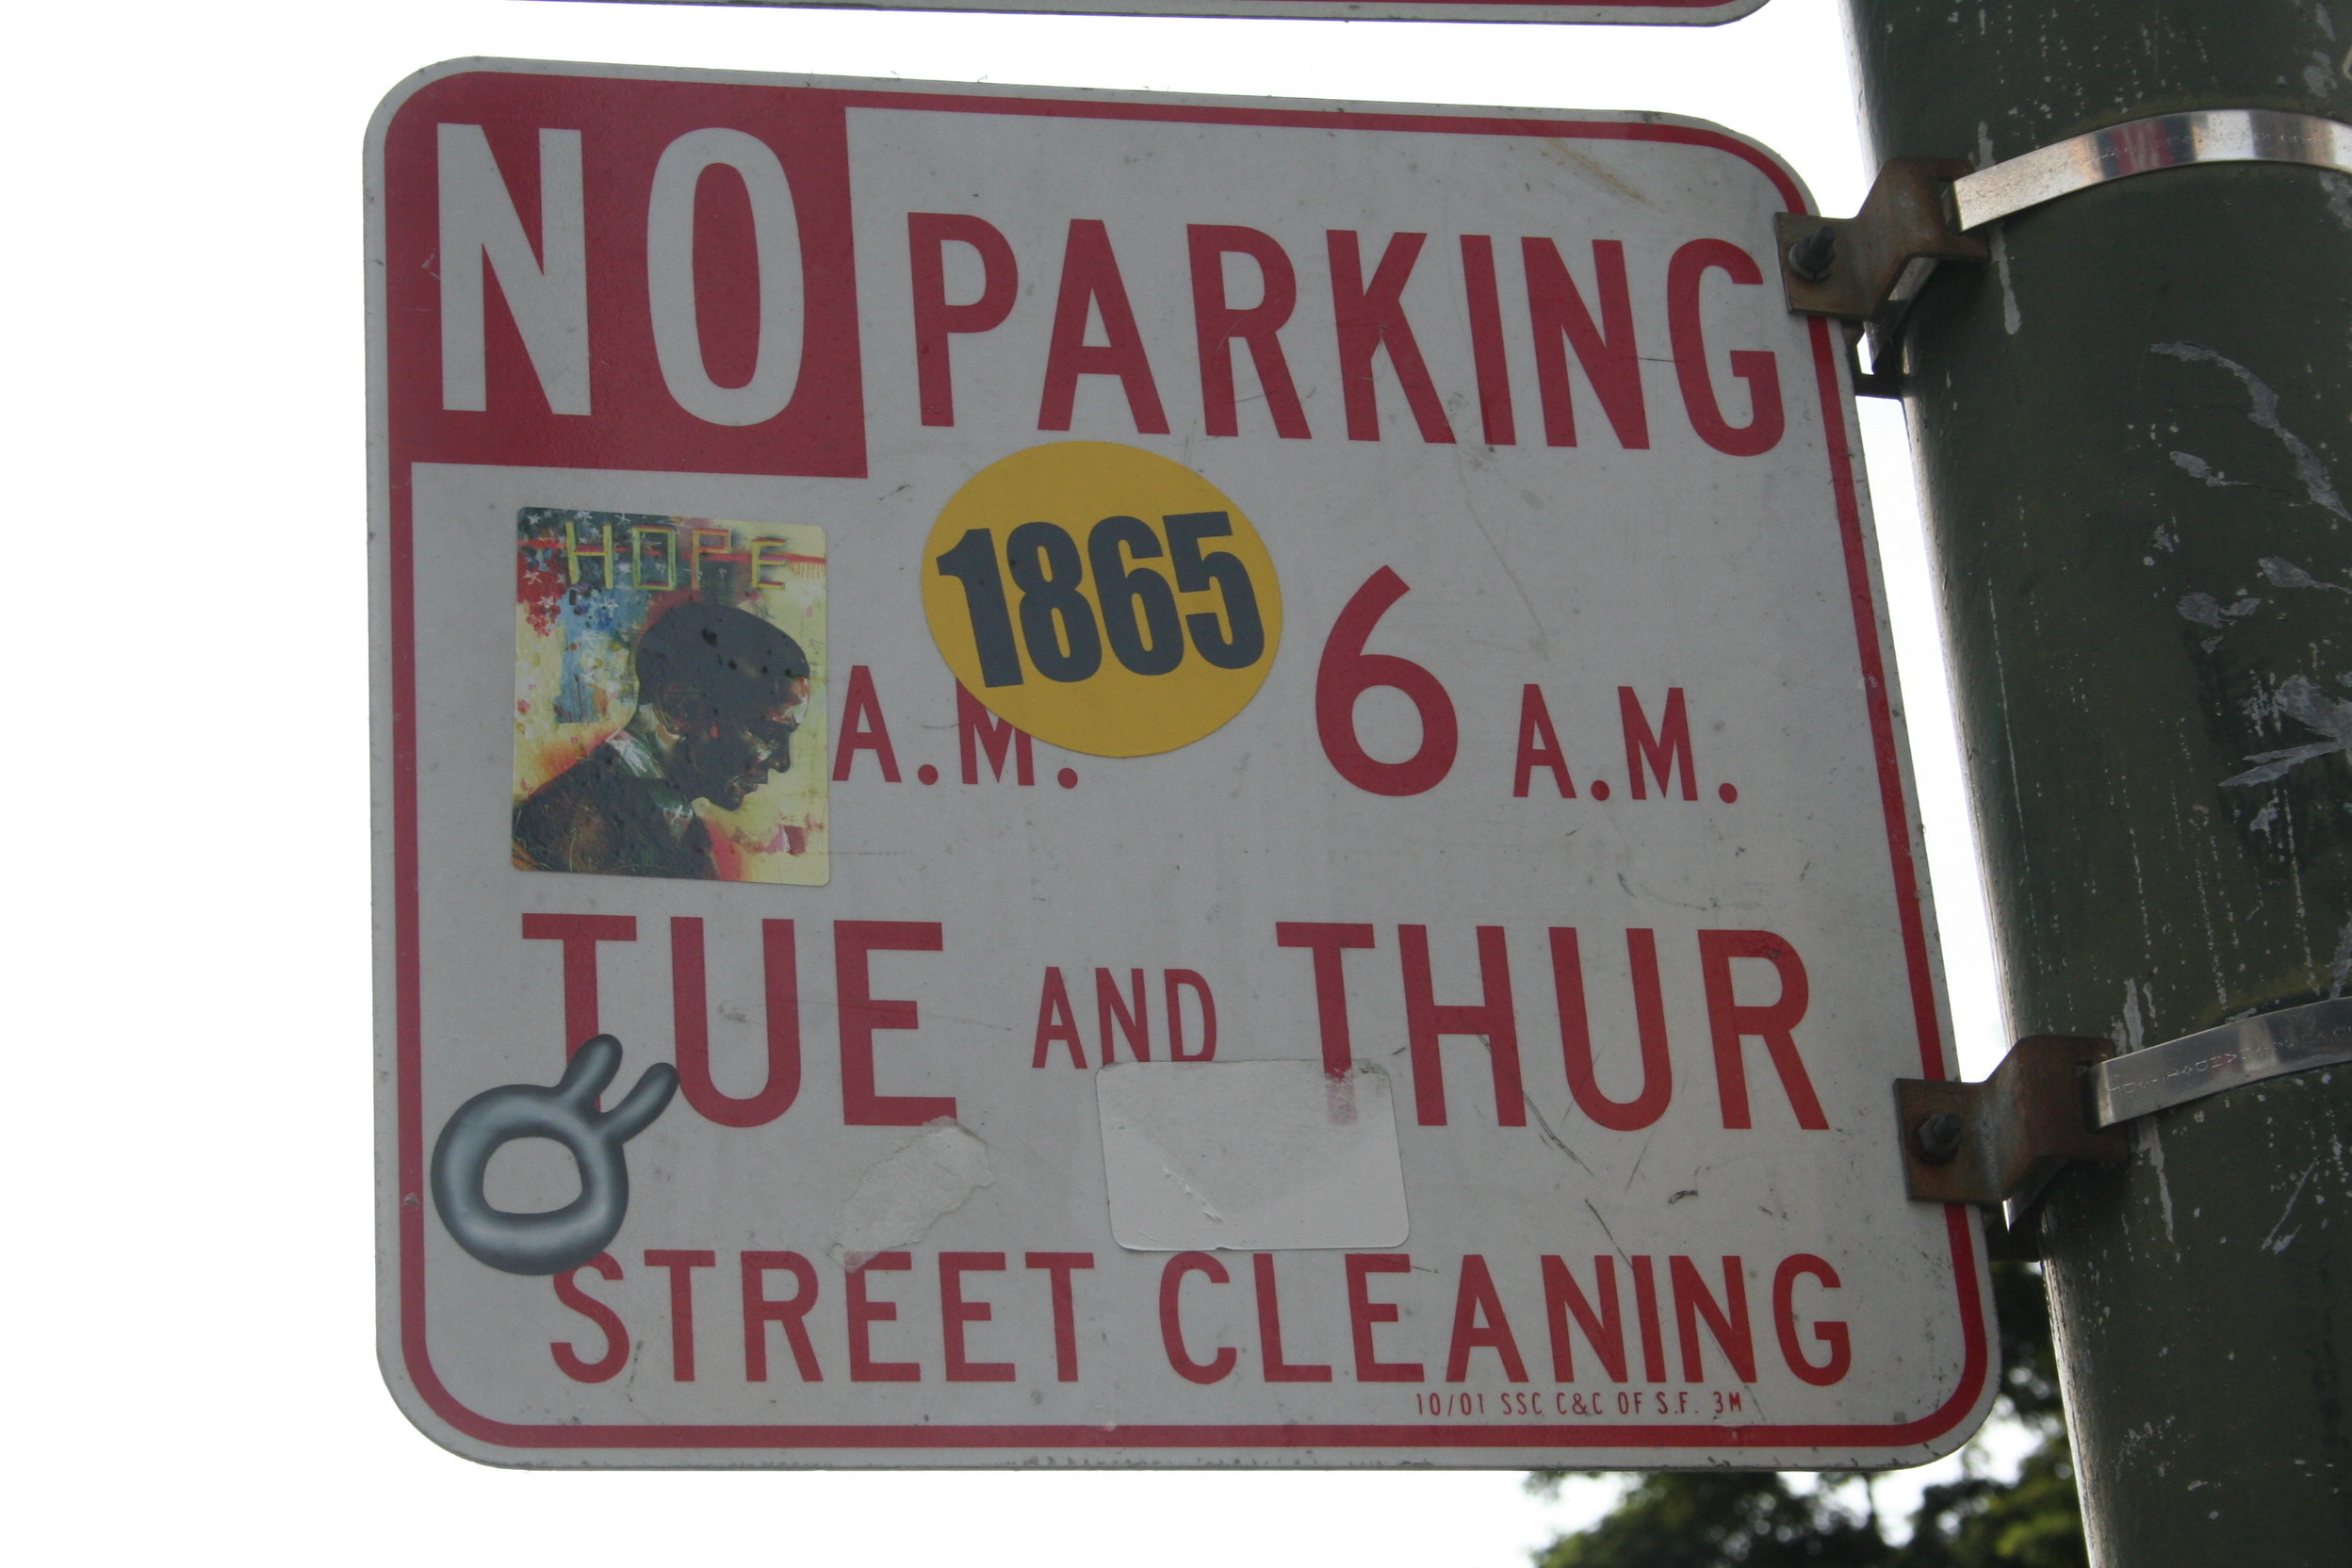 NO PARKING
HOPE
1865
A.M. 6 A.M.
TUE AND THUR
STREET CLEANING
10/01 SSC C&C OF S.F. 3M